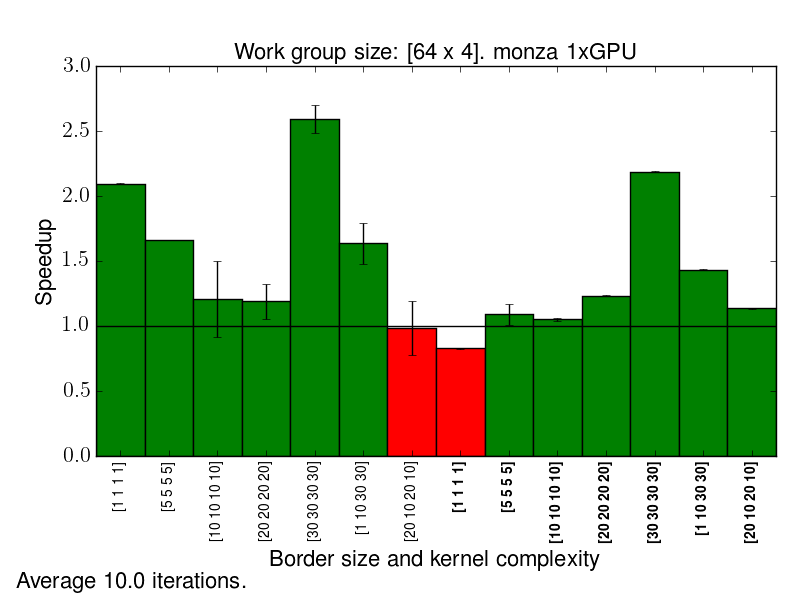 Work group size: [64 x 4]. monza 1xGPU
3.0
2.5
2.0
1.5
1.0
0.5
0.0
Speedup
[1 1 1 1]
[5 5 5 5]
[10 10 10 10]
[20 20 20 20]
[30 30 30 30]
[1 10 30 30]
[20 10 20 10]
[1 1 1 1]
[5 5 5 5]
[10 10 10 10]
[20 20 20 20]
[30 30 30 30]
[1 10 30 30]
[20 10 20 10]
Border size and kernel complexity
Average 10.0 iterations.